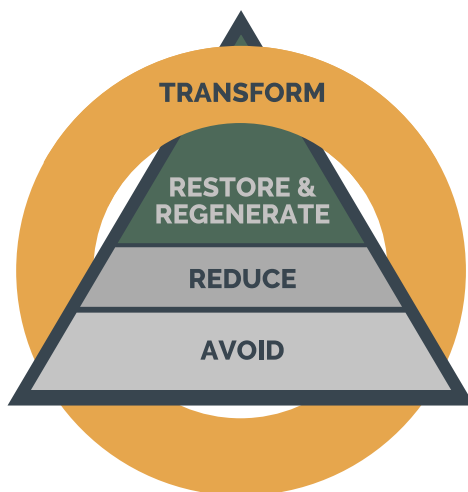 TRANSFORM
RESTORE &
REGENERATE
REDUCE
AVOID